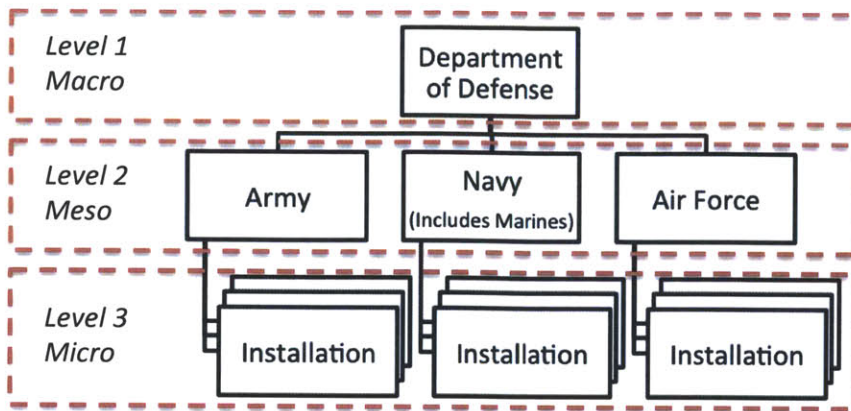 Level 1
Macro
Department
of Defense
Level 2
Meso
Army
Navy
(Includes Marines)
Air Force
Level 3
Micro
Installation
Installation
Installation